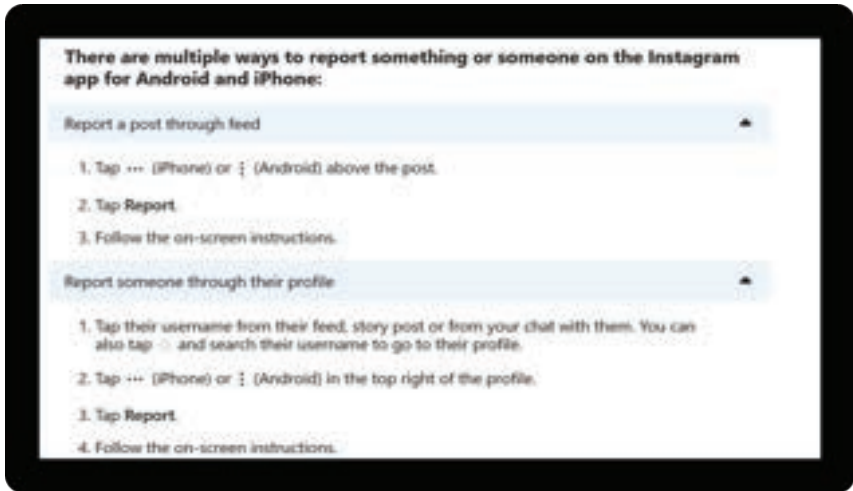 There are multiple ways to report something or someone on the Instagram
app for Android and iPhone:
Report a post through feed
1. Tap ••• (iPhone) or ⋮ (Android) above the post.
2. Tap Report.
3. Follow the on-screen instructions.
Report someone through their profile
1. Tap their username from their feed, story post or from your chat with them. You can
also tap and search their username to go to their profile.
2. Tap ••• (iPhone) or ⋮ (Android) in the top right of the profile.
3. Tap Report.
4. Follow the on-screen instructions.